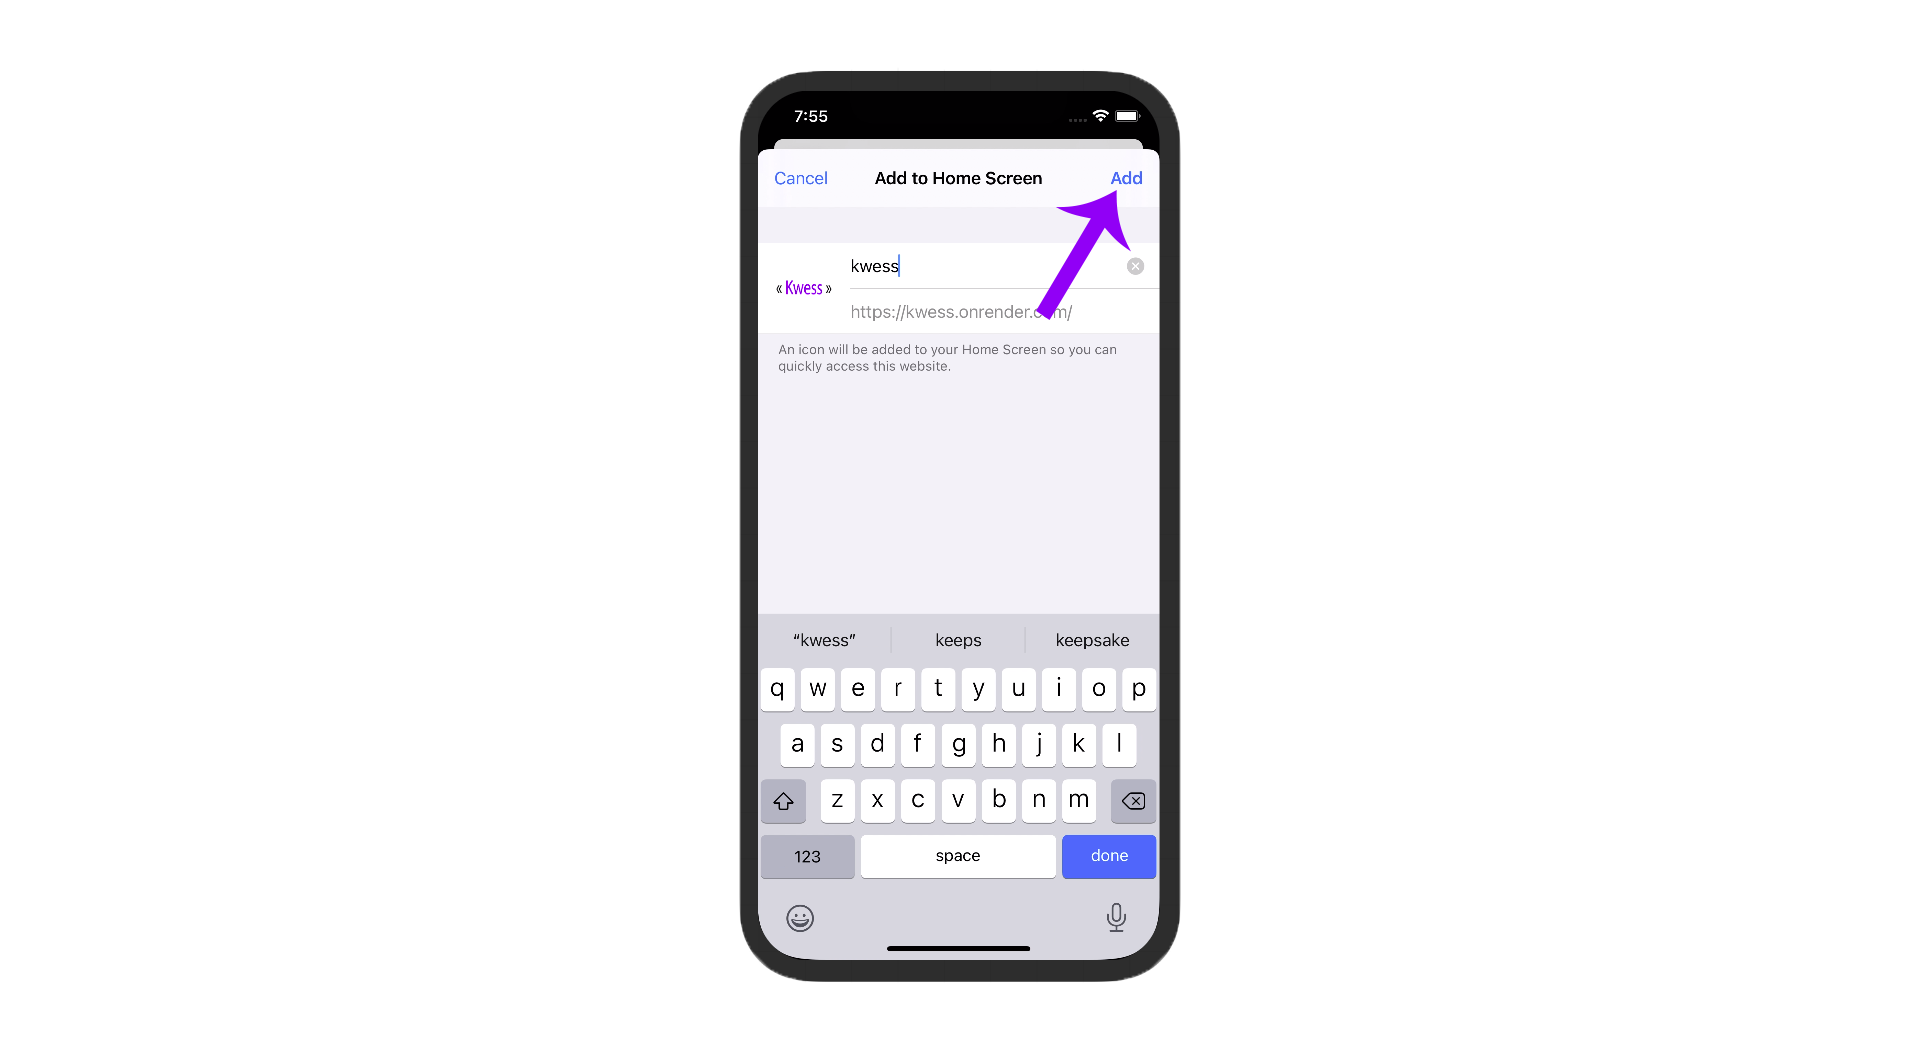 7:55
Cancel Add to Home Screen Add
kwess
« Kwess »
https://kwess.onrender.com/
An icon will be added to your Home Screen so you can
quickly access this website.
“kwess” keeps keepsake
q w e r t y u i o p
a s d f g h j k l
z x c v b n m
123 space done